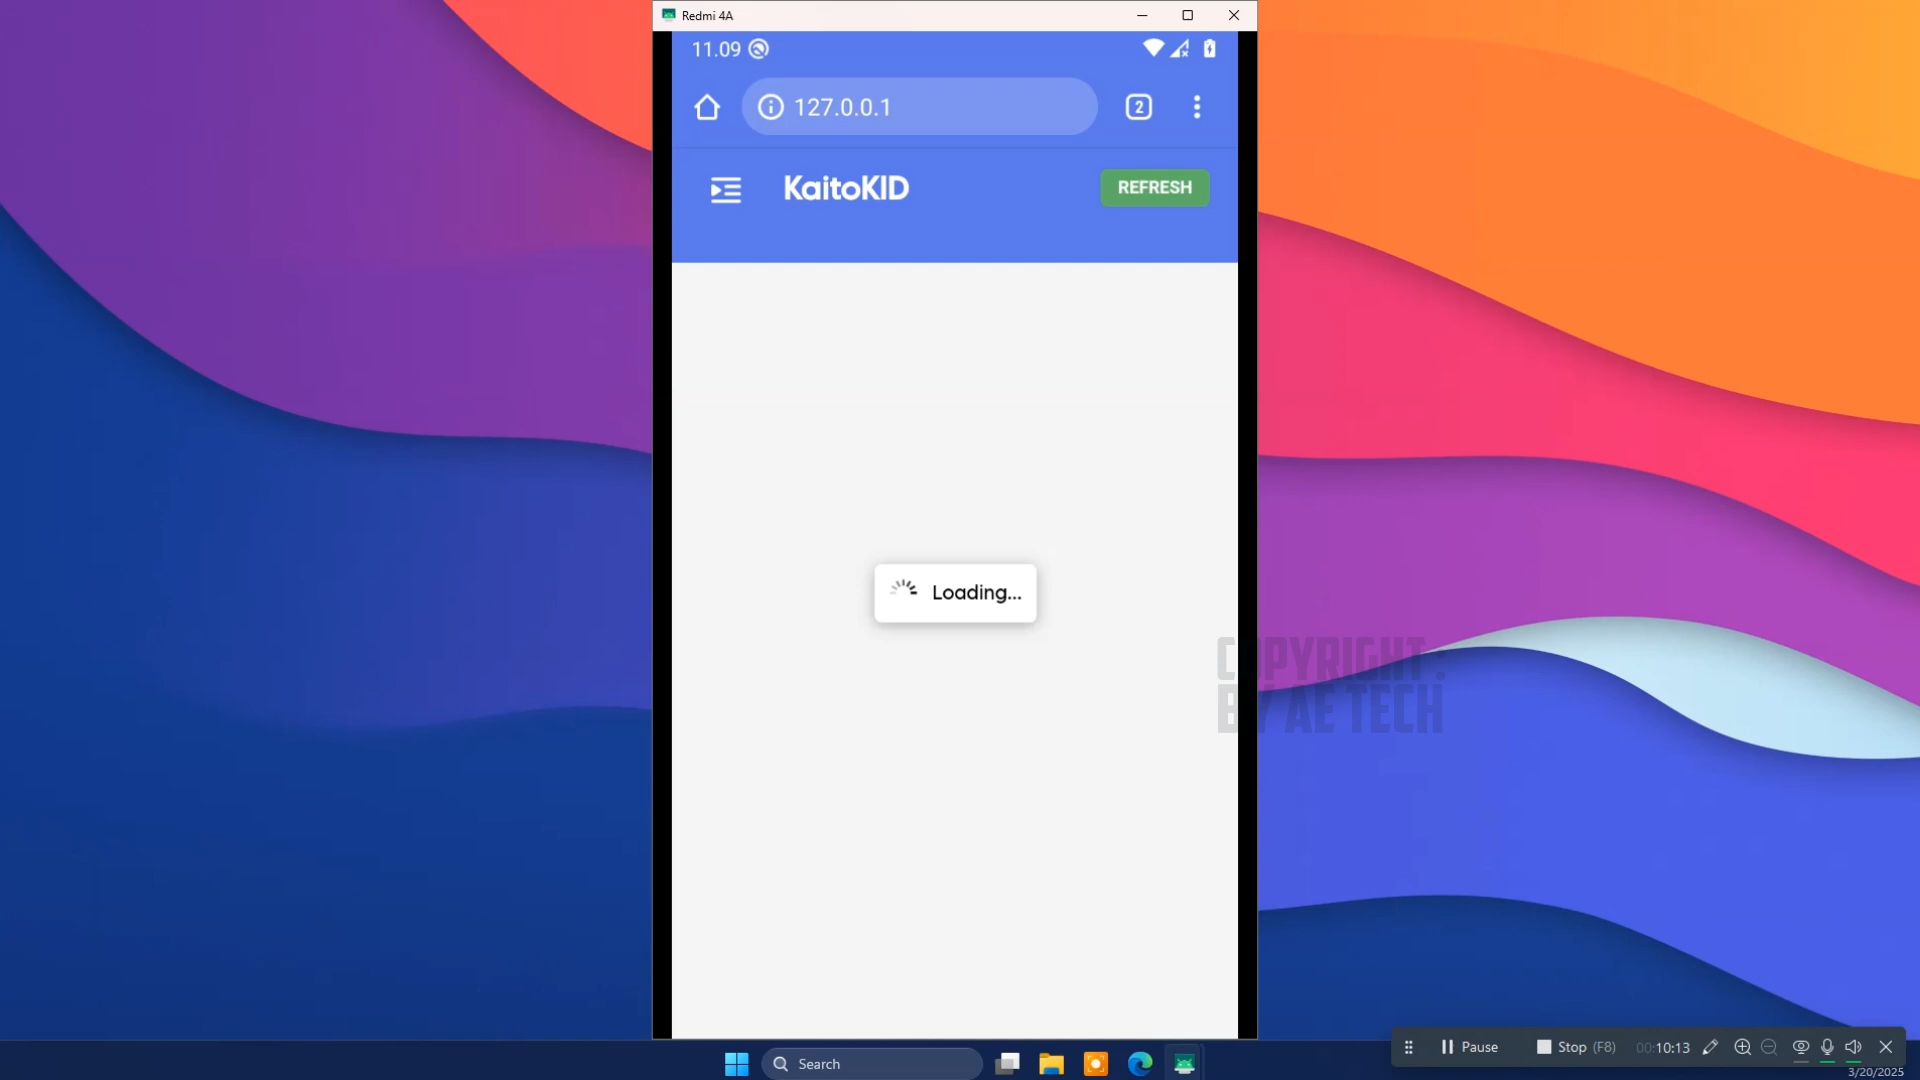 Redmi 4A
11.09
127.0.0.1
2
KaitoKID
REFRESH
Loading...
COPYRIGHT :
BY AE TECH
Search
Pause
Stop (F8)
00:10:13
3/20/2025